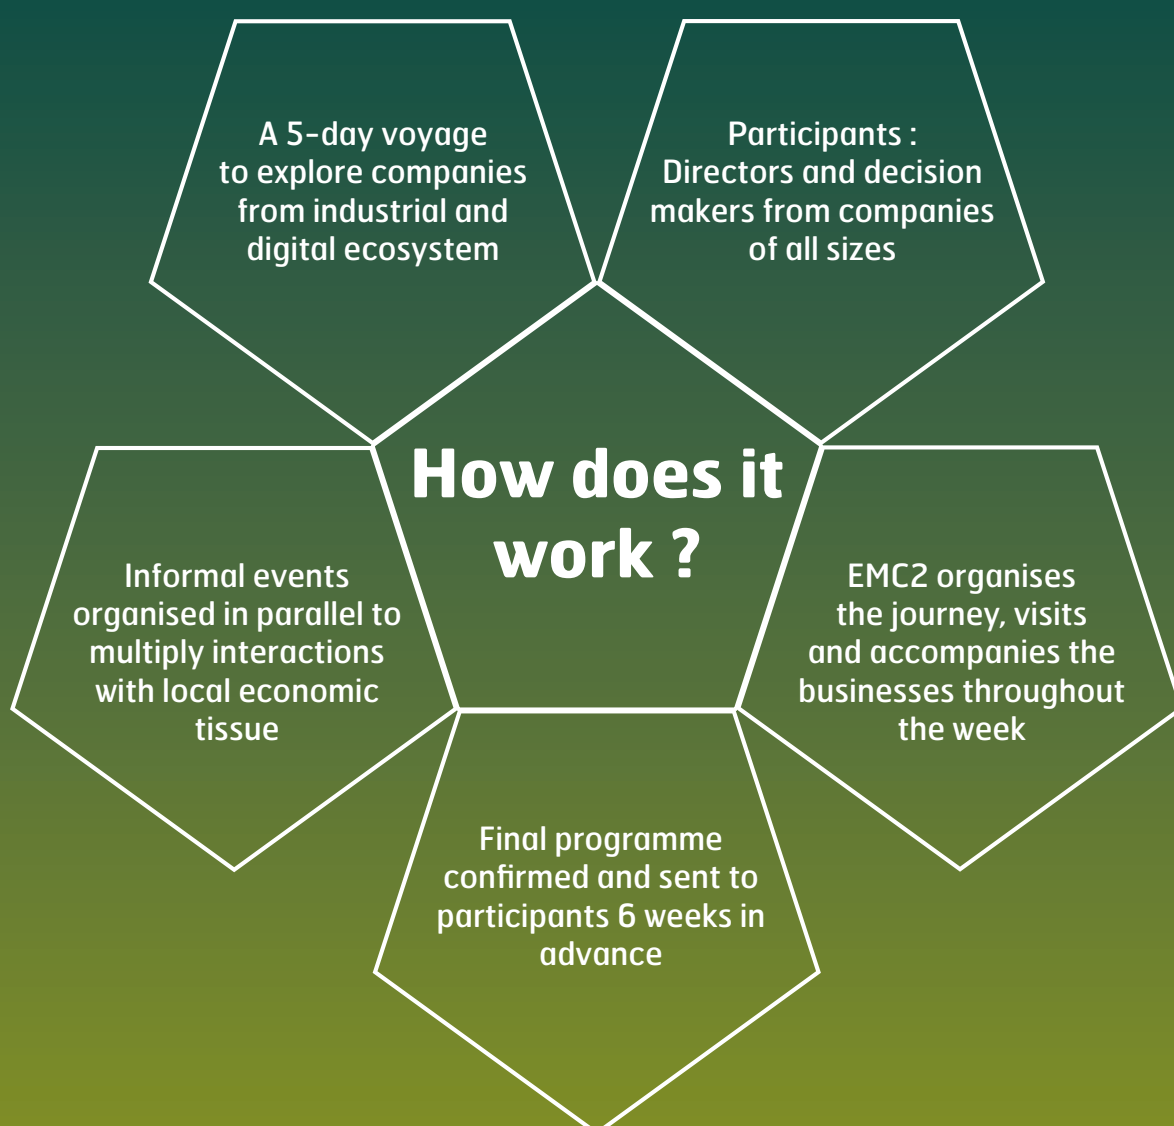 A 5-day voyage
to explore companies
from industrial and
digital ecosystem
Participants :
Directors and decision
makers from companies
of all sizes
How does it
work ?
Informal events
organised in parallel to
multiply interactions
with local economic
tissue
EMC2 organises
the journey, visits
and accompanies the
businesses throughout
the week
Final programme
confirmed and sent to
participants 6 weeks in
advance